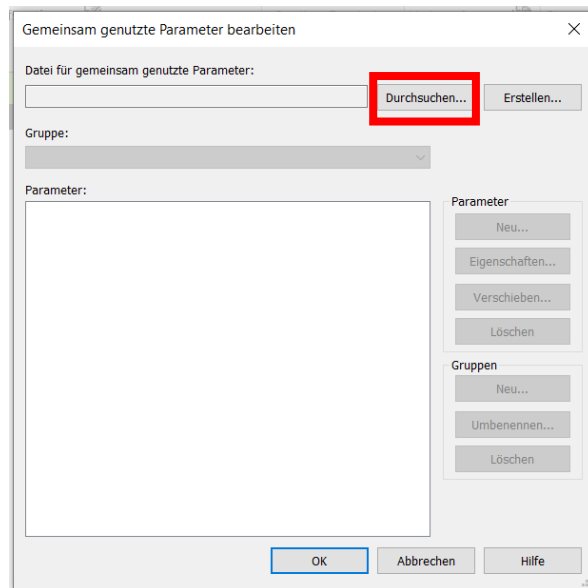 Gemeinsam genutzte Parameter bearbeiten
Datei für gemeinsam genutzte Parameter:
Durchsuchen... Erstellen...
Gruppe:
Parameter:
Parameter
Neu...
Eigenschaften...
Verschieben...
Löschen
Gruppen
Neu...
Umbenennen...
Löschen
OK Abbrechen Hilfe